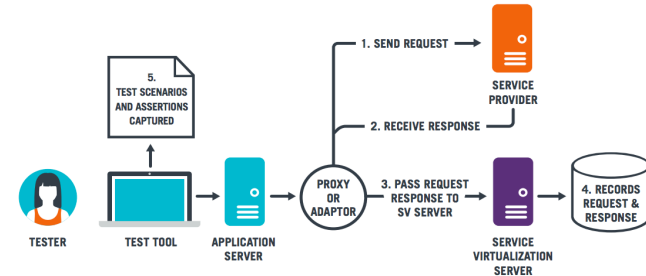 1. SEND REQUEST
SERVICE
PROVIDER
2. RECEIVE RESPONSE
5.
TEST SCENARIOS
AND ASSERTIONS
CAPTURED
PROXY
OR
ADAPTOR
3. PASS REQUEST
RESPONSE TO
SV SERVER
4. RECORDS
REQUEST &
RESPONSE
TESTER
TEST TOOL
APPLICATION
SERVER
SERVICE
VIRTUALIZATION
SERVER